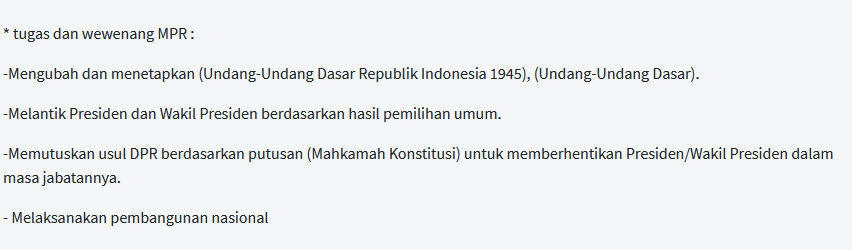 * tugas dan wewenang MPR :
-Mengubah dan menetapkan (Undang-Undang Dasar Republik Indonesia 1945), (Undang-Undang Dasar).
-Melantik Presiden dan Wakil Presiden berdasarkan hasil pemilihan umum.
-Memutuskan usul DPR berdasarkan putusan (Mahkamah Konstitusi) untuk memberhentikan Presiden/Wakil Presiden dalam
masa jabatannya.
- Melaksanakan pembangunan nasional